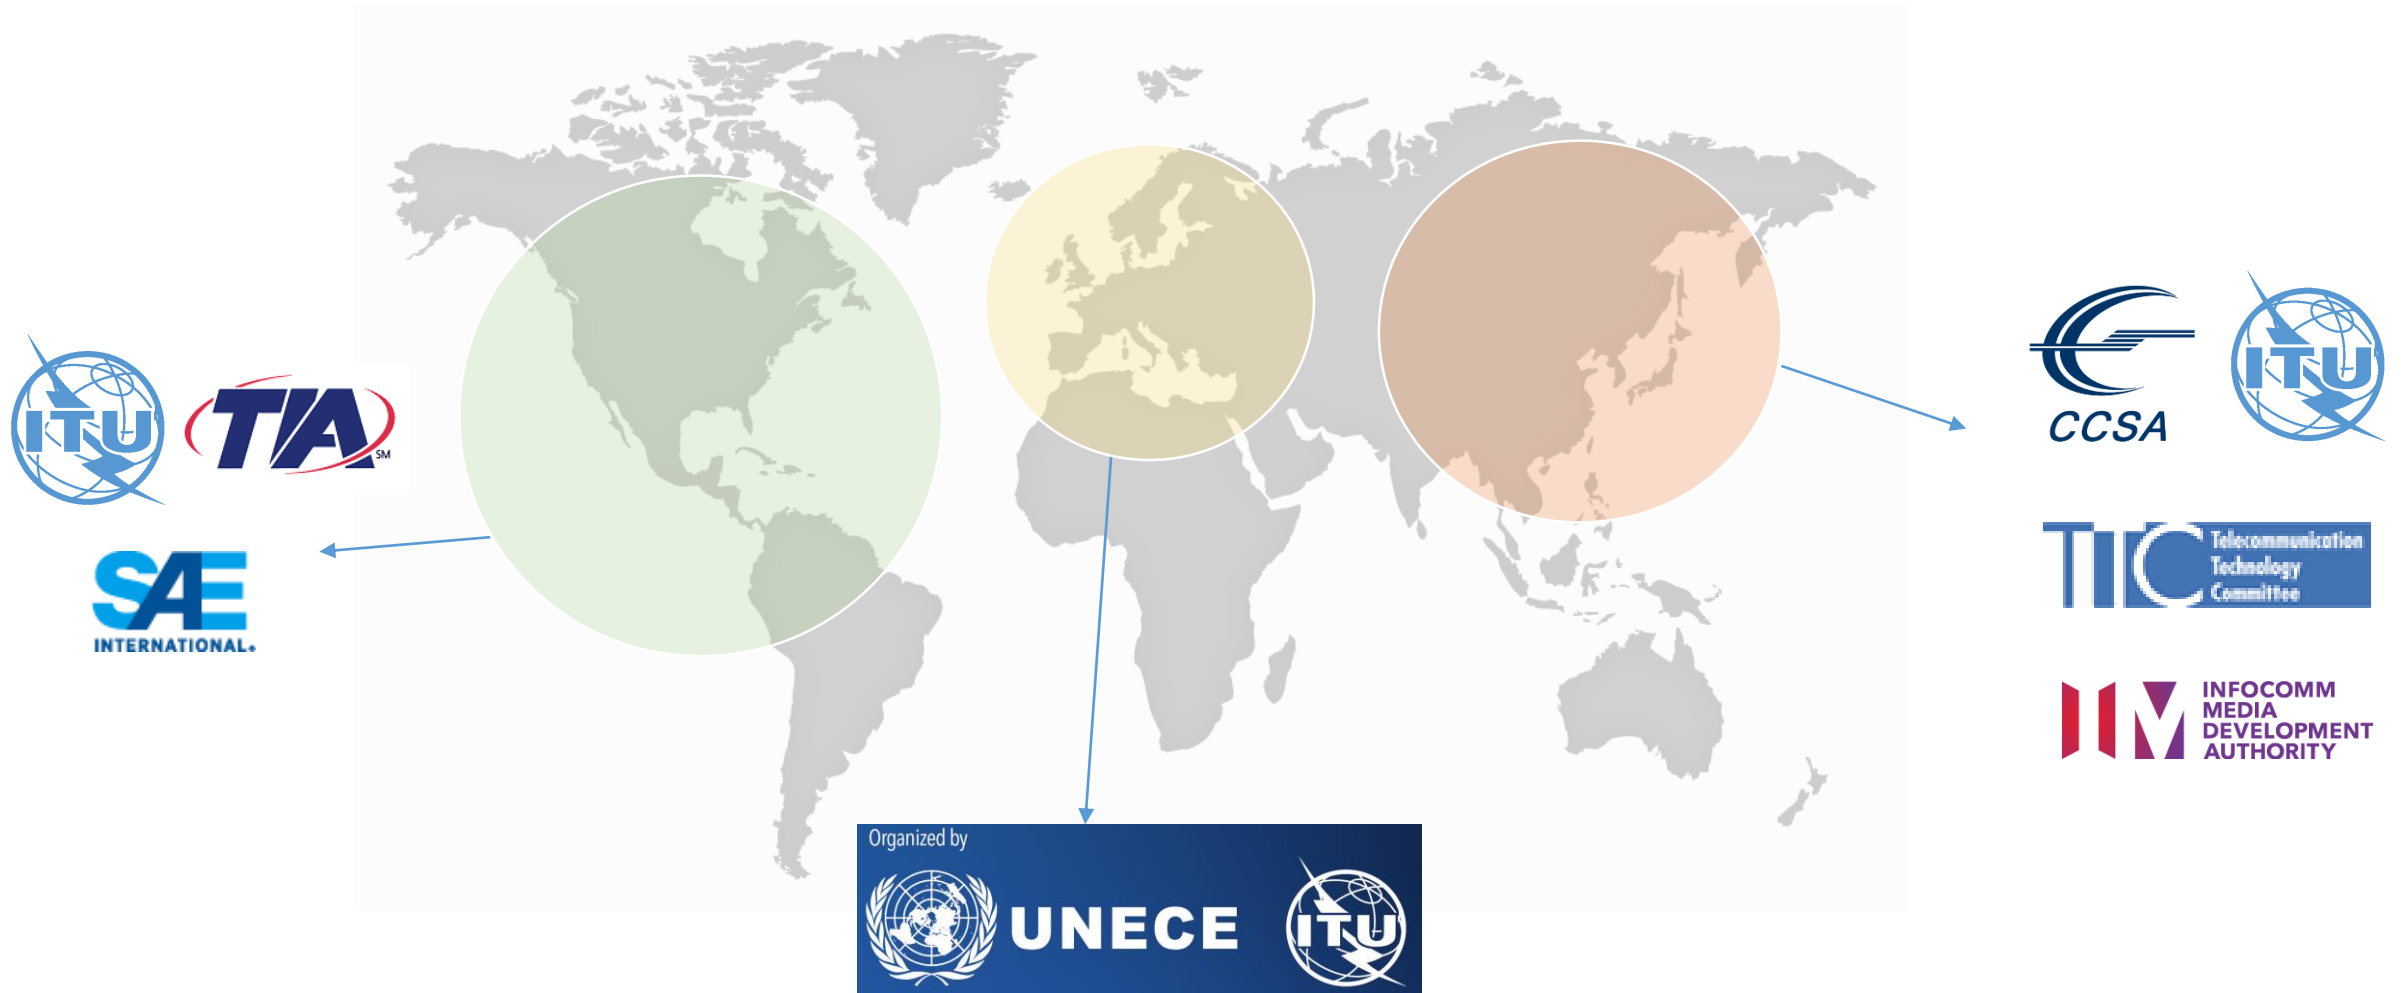 ITU
TIA
SM
SAE
INTERNATIONAL
CCSA
ITU
TTC
Telecommunication
Technology
Committee
IM
INFOCOMM
MEDIA
DEVELOPMENT
AUTHORITY
Organized by
UNECE
ITU